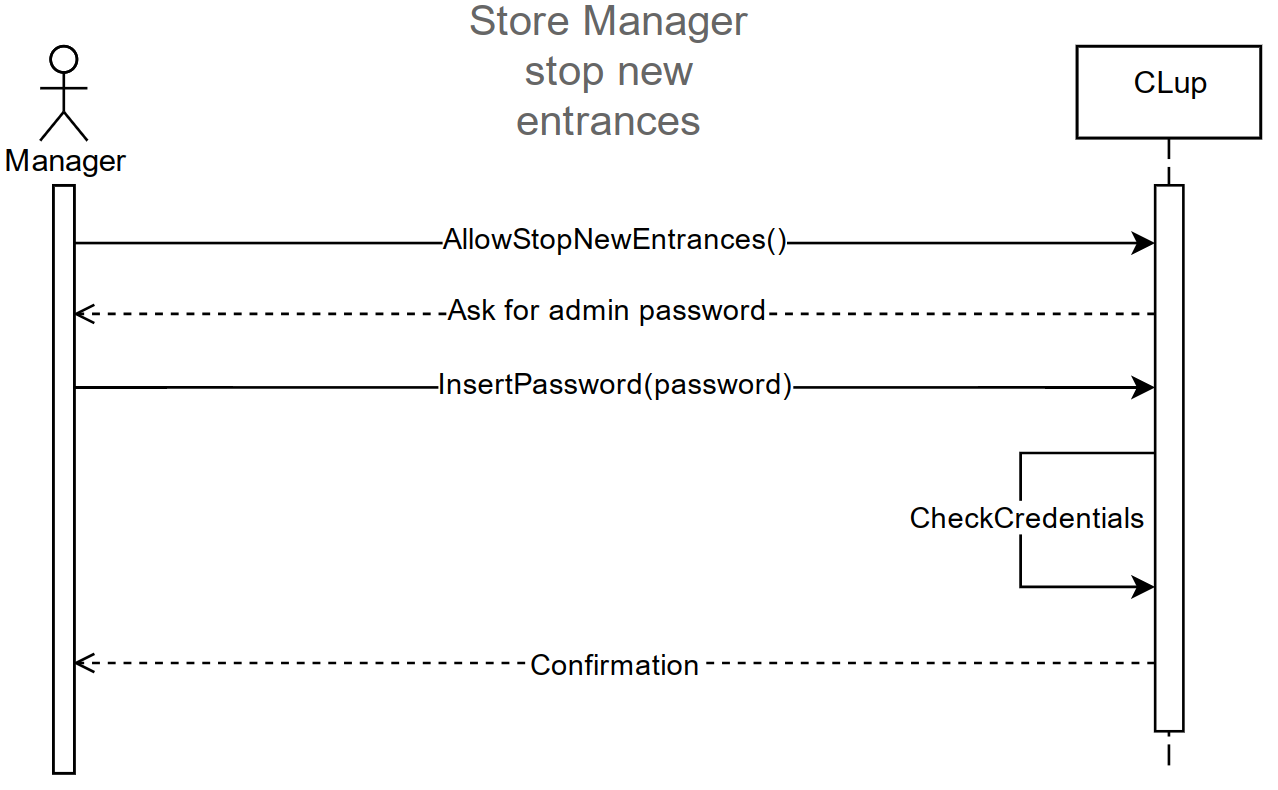 Store Manager
stop new
entrances
CLup
Manager
AllowStopNewEntrances()
Ask for admin password
InsertPassword(password)
CheckCredentials
Confirmation